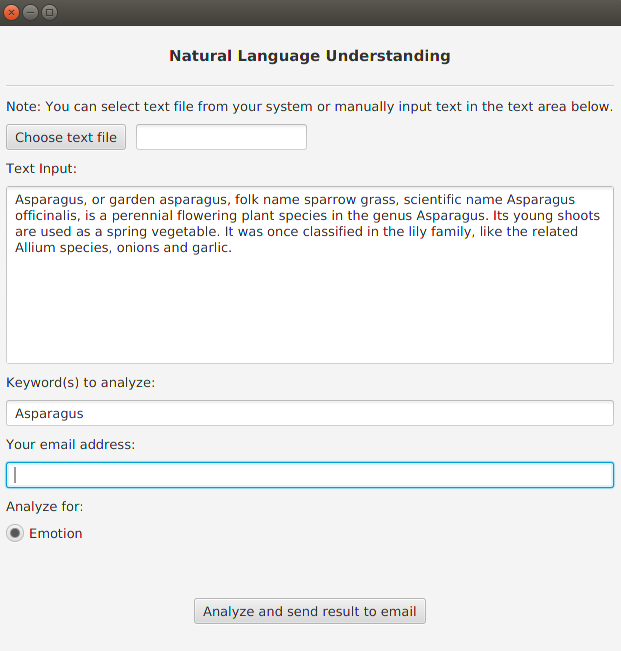 Natural Language Understanding
Note: You can select text file from your system or manually input text in the text area below.
Choose text file
Text Input:
Asparagus, or garden asparagus, folk name sparrow grass, scientific name Asparagus
officinalis, is a perennial flowering plant species in the genus Asparagus. Its young shoots
are used as a spring vegetable. It was once classified in the lily family, like the related
Allium species, onions and garlic.
Keyword(s) to analyze:
Asparagus
Your email address:
Analyze for:
Emotion
Analyze and send result to email